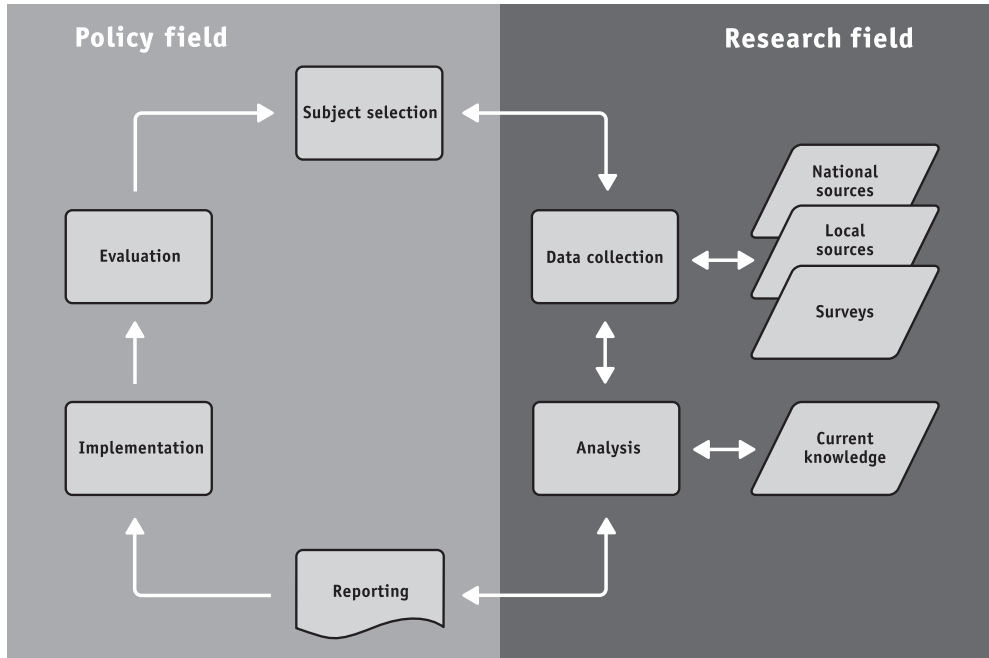 Policy field
Research field
Subject selection
National
sources
Local
sources
Evaluation
Data collection
Surveys
Implementation
Analysis
Current
knowledge
Reporting